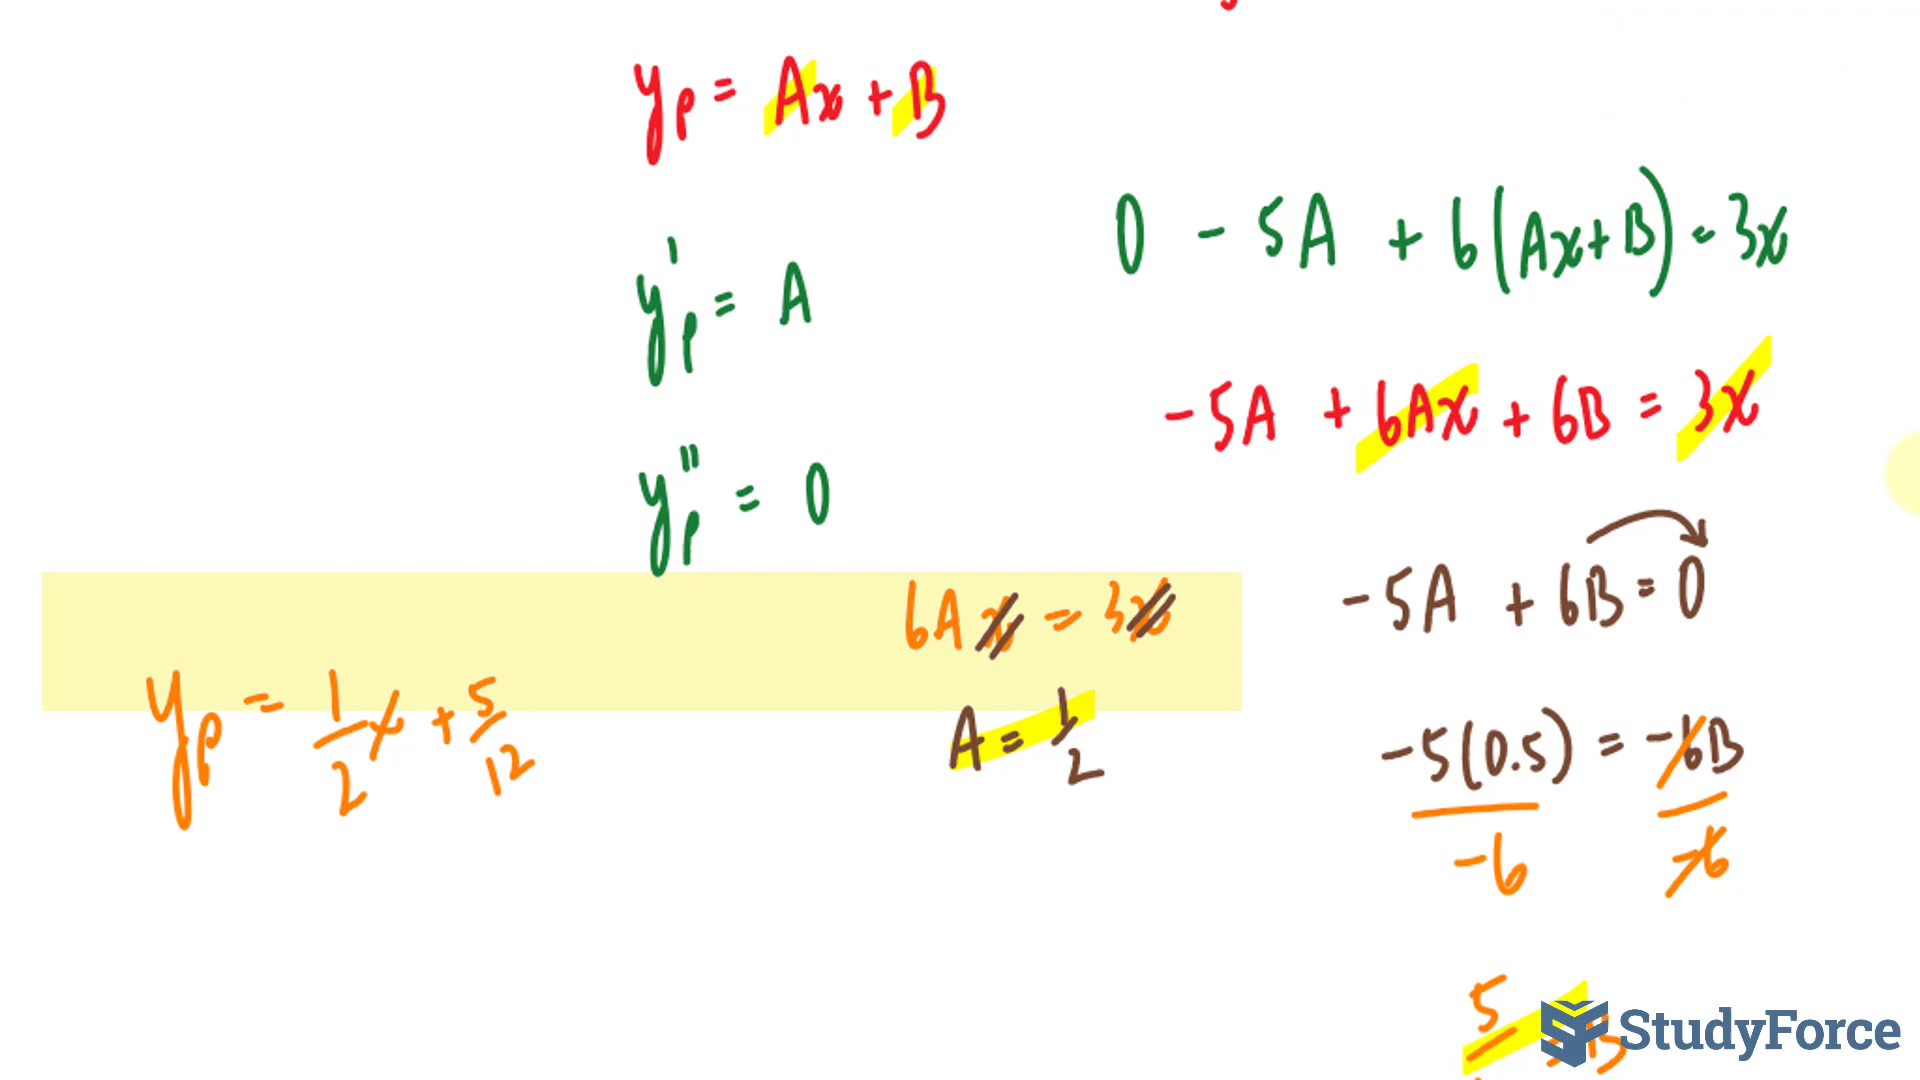 yp = Ax + B
0 - 5A + 6(Ax+B) = 3x
y'p = A
-5A + 6Ax + 6B = 3x
y''p = 0
6Ax = 3x
-5A + 6B = 0
yp = 1/2 x + 5/12
A = 1/2
-5(0.5) = -6B
-6 -6
5
B
StudyForce